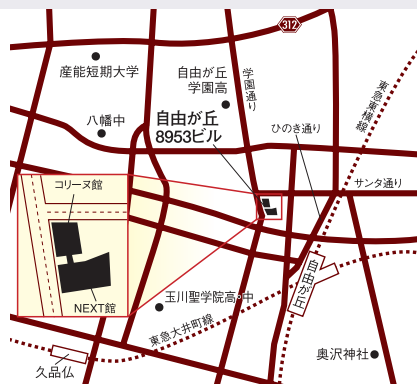 312
産能短期大学
自由が丘
学園高
学園通り
東急東横線
八幡中
自由が丘
8953ビル
ひのき通り
コリーヌ館
サンタ通り
NEXT館
玉川聖学院高・中
自由が丘
東急大井町線
久品仏
奥沢神社